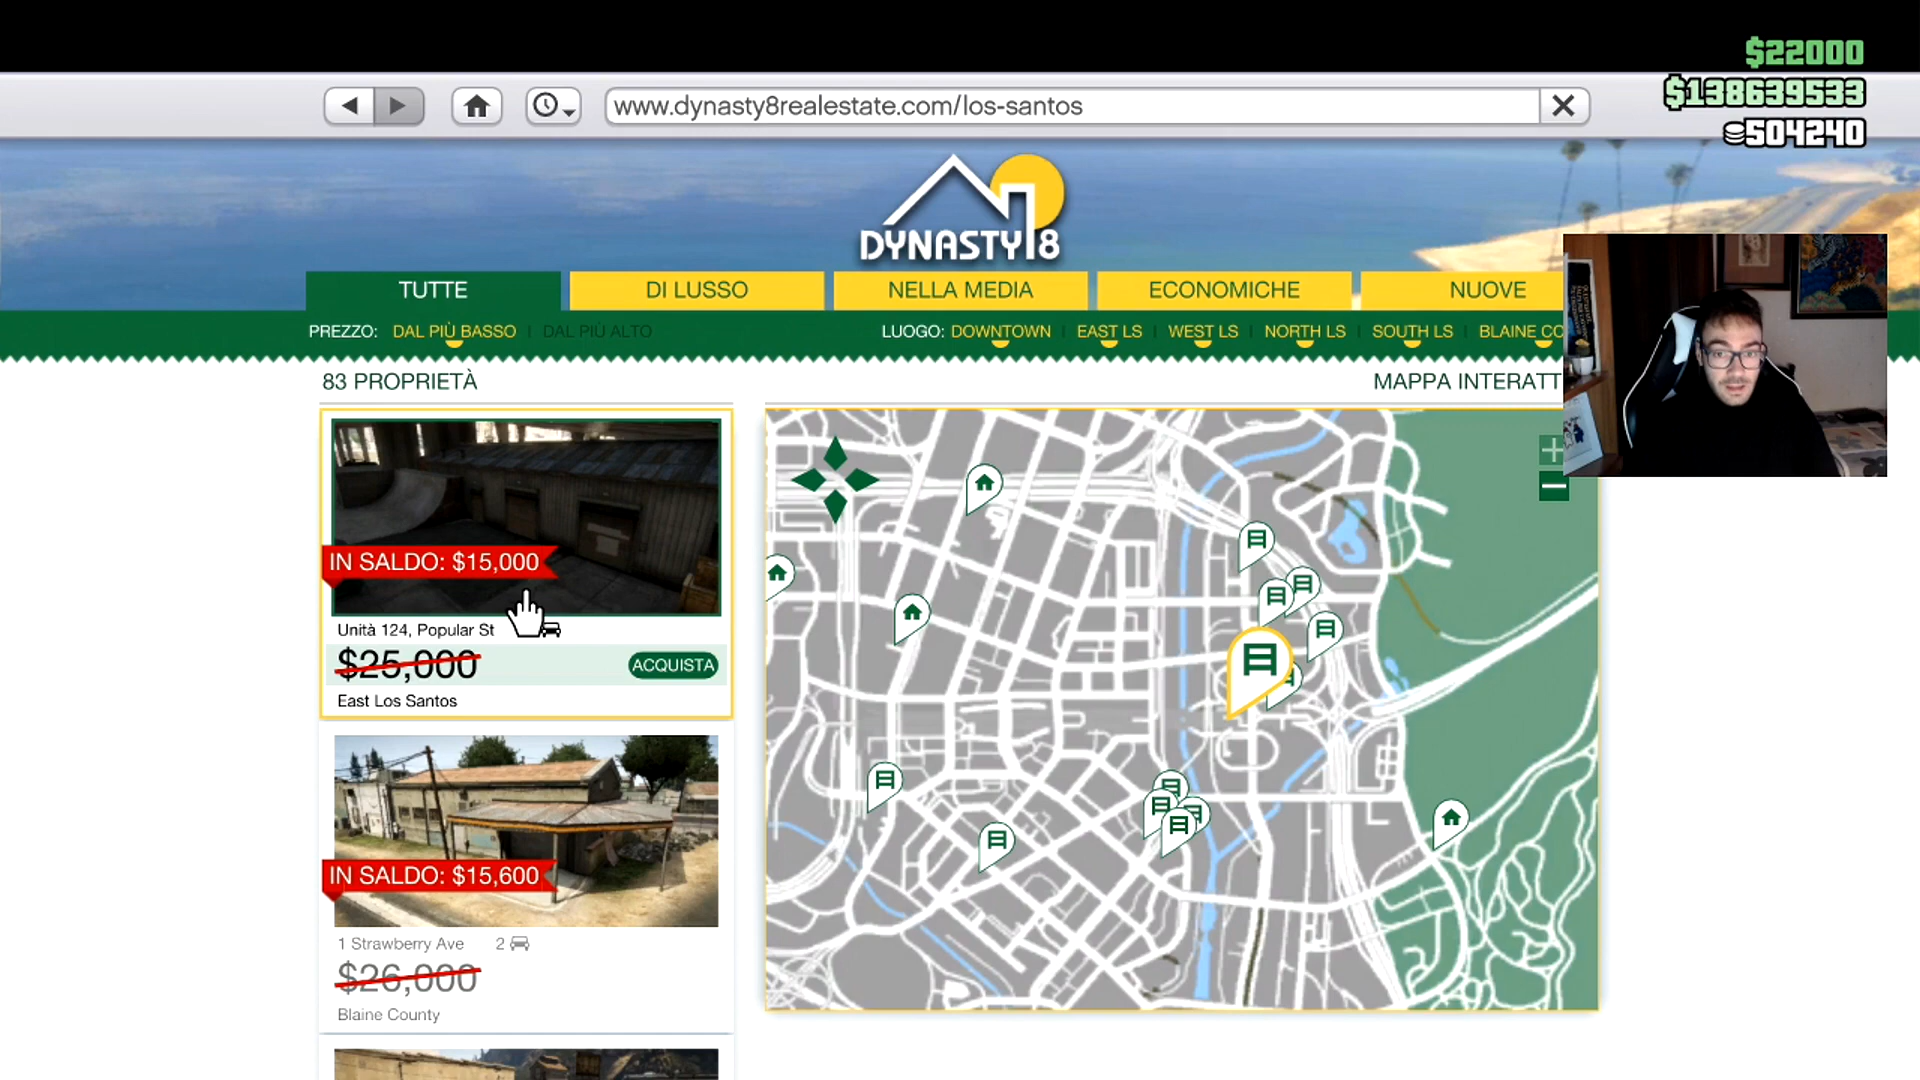 $22000
$138639533
504240
www.dynasty8realestate.com/los-santos
DYNASTY 8
TUTTE
DI LUSSO
NELLA MEDIA
ECONOMICHE
NUOVE
PREZZO: DAL PIÙ BASSO | DAL PIÙ ALTO
LUOGO: DOWNTOWN | EAST LS | WEST LS | NORTH LS | SOUTH LS | BLAINE CO
83 PROPRIETÀ
MAPPA INTERATT
IN SALDO: $15,000
Unità 124, Popular St
$25,000
ACQUISTA
East Los Santos
IN SALDO: $15,600
1 Strawberry Ave 2
$26,000
Blaine County